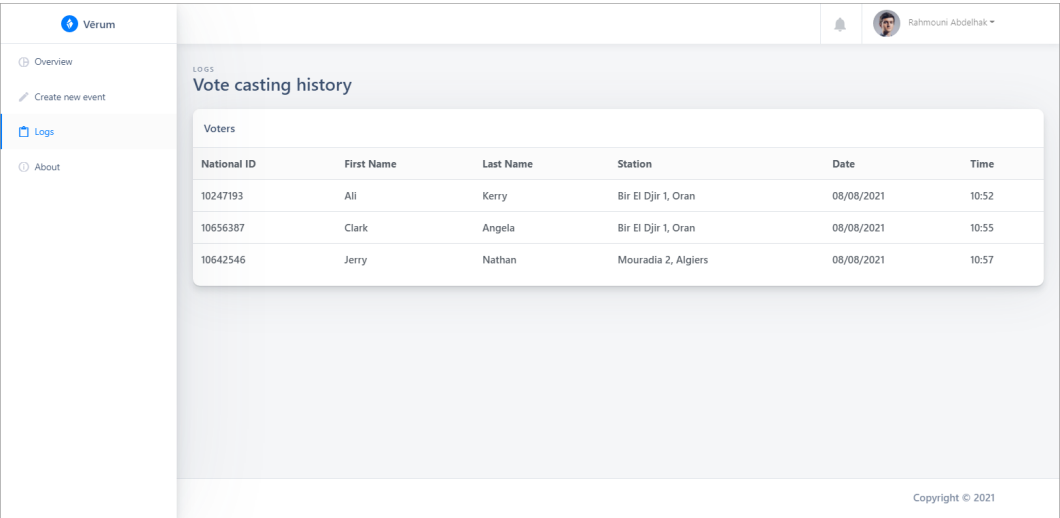 Vērum
Rahmouni Abdelhak
Overview
Create new event
Logs
About
LOGS
Vote casting history
Voters
National ID First Name Last Name Station Date Time
10247193 Ali Kerry Bir El Djir 1, Oran 08/08/2021 10:52
10656387 Clark Angela Bir El Djir 1, Oran 08/08/2021 10:55
10642546 Jerry Nathan Mouradia 2, Algiers 08/08/2021 10:57
Copyright © 2021